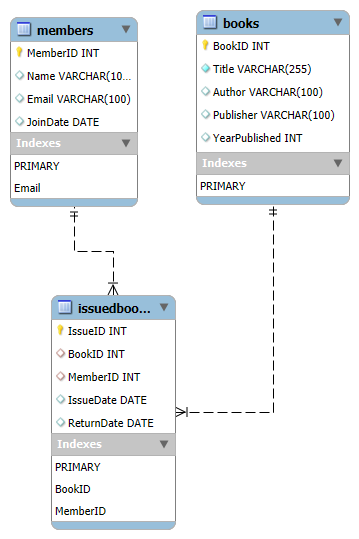 members
MemberID INT
Name VARCHAR(10...
Email VARCHAR(100)
JoinDate DATE
Indexes
PRIMARY
Email
books
BookID INT
Title VARCHAR(255)
Author VARCHAR(100)
Publisher VARCHAR(100)
YearPublished INT
Indexes
PRIMARY
issuedboo...
IssueID INT
BookID INT
MemberID INT
IssueDate DATE
ReturnDate DATE
Indexes
PRIMARY
BookID
MemberID